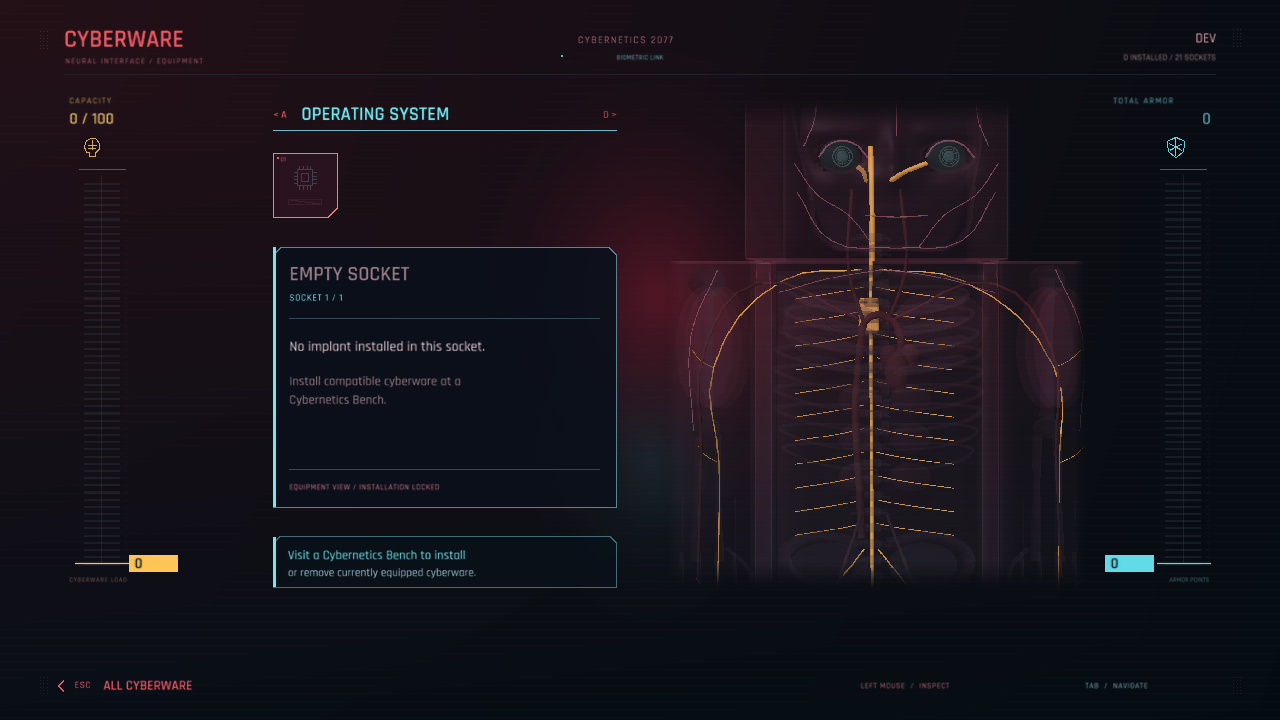 CYBERWARE
NEURAL INTERFACE / EQUIPMENT
CYBERNETICS 2077
BIOMETRIC LINK
DEV
0 INSTALLED / 21 SOCKETS
CAPACITY
0 / 100
< A OPERATING SYSTEM D >
TOTAL ARMOR
0
01
EMPTY SOCKET
SOCKET 1 / 1
No implant installed in this socket.
Install compatible cyberware at a
Cybernetics Bench.
EQUIPMENT VIEW / INSTALLATION LOCKED
Visit a Cybernetics Bench to install
or remove currently equipped cyberware.
0
CYBERWARE LOAD
0
ARMOR POINTS
ESC ALL CYBERWARE
LEFT MOUSE / INSPECT
TAB / NAVIGATE